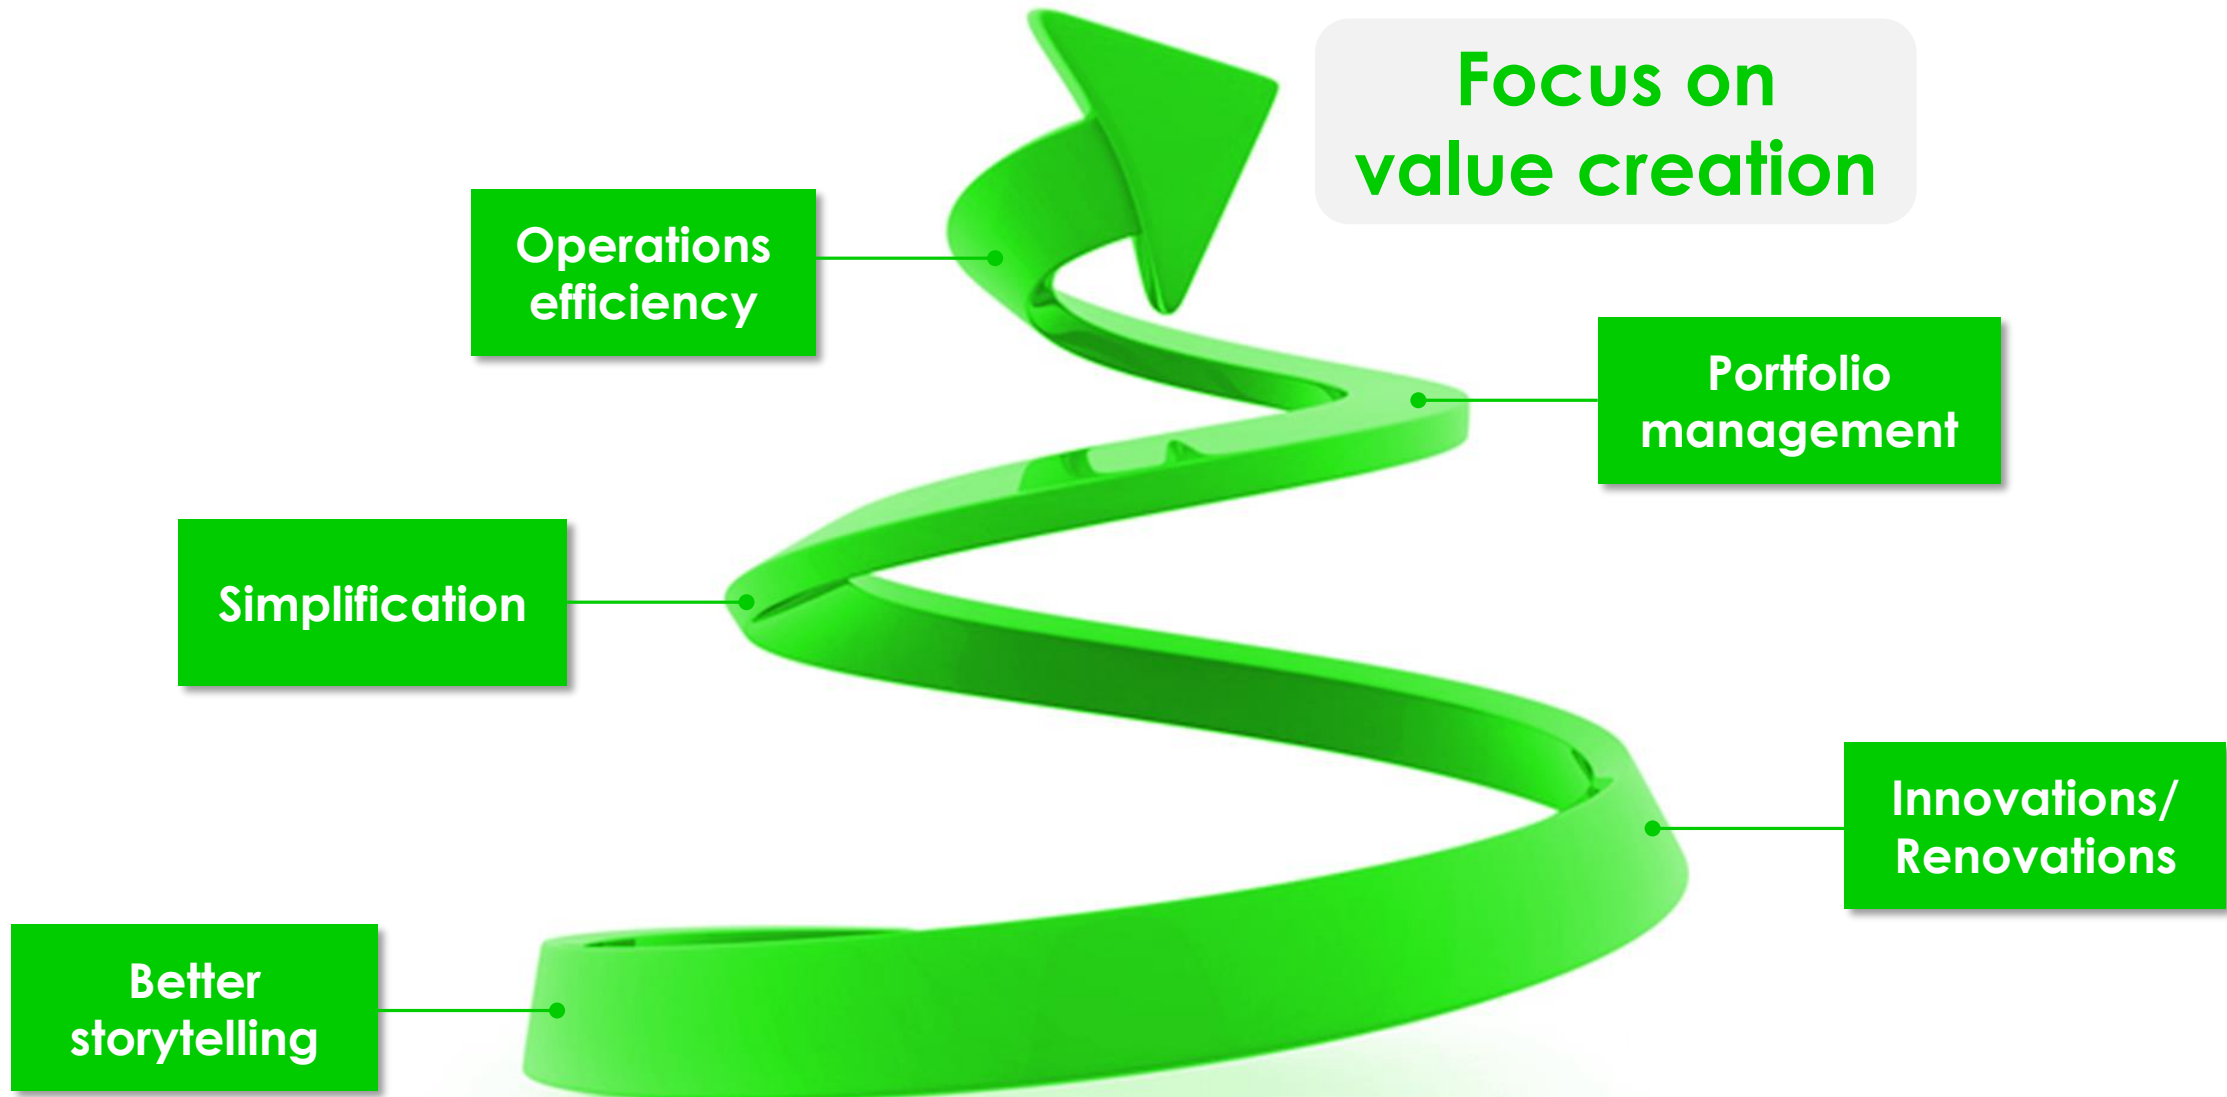 Focus on
value creation
Operations
efficiency
Portfolio
management
Simplification
Innovations/
Renovations
Better
storytelling